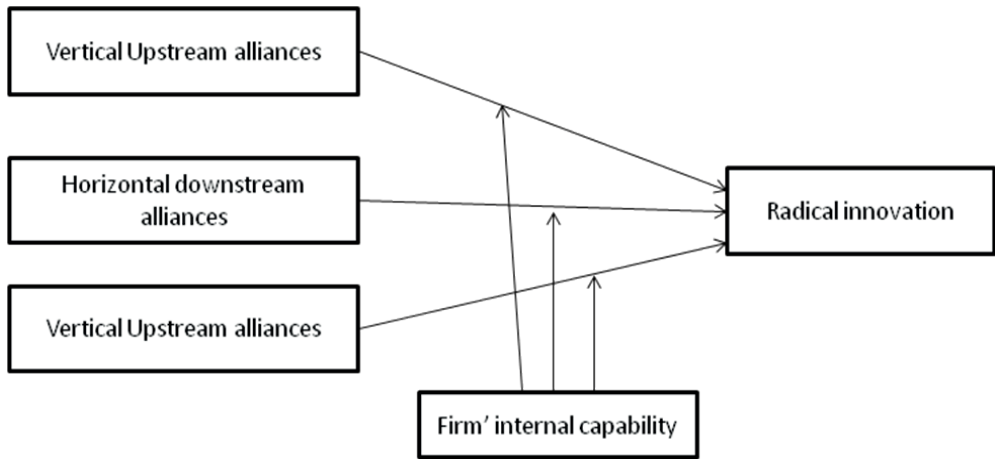 Vertical Upstream alliances
Horizontal downstream
alliances
Radical innovation
Vertical Upstream alliances
Firm' internal capability